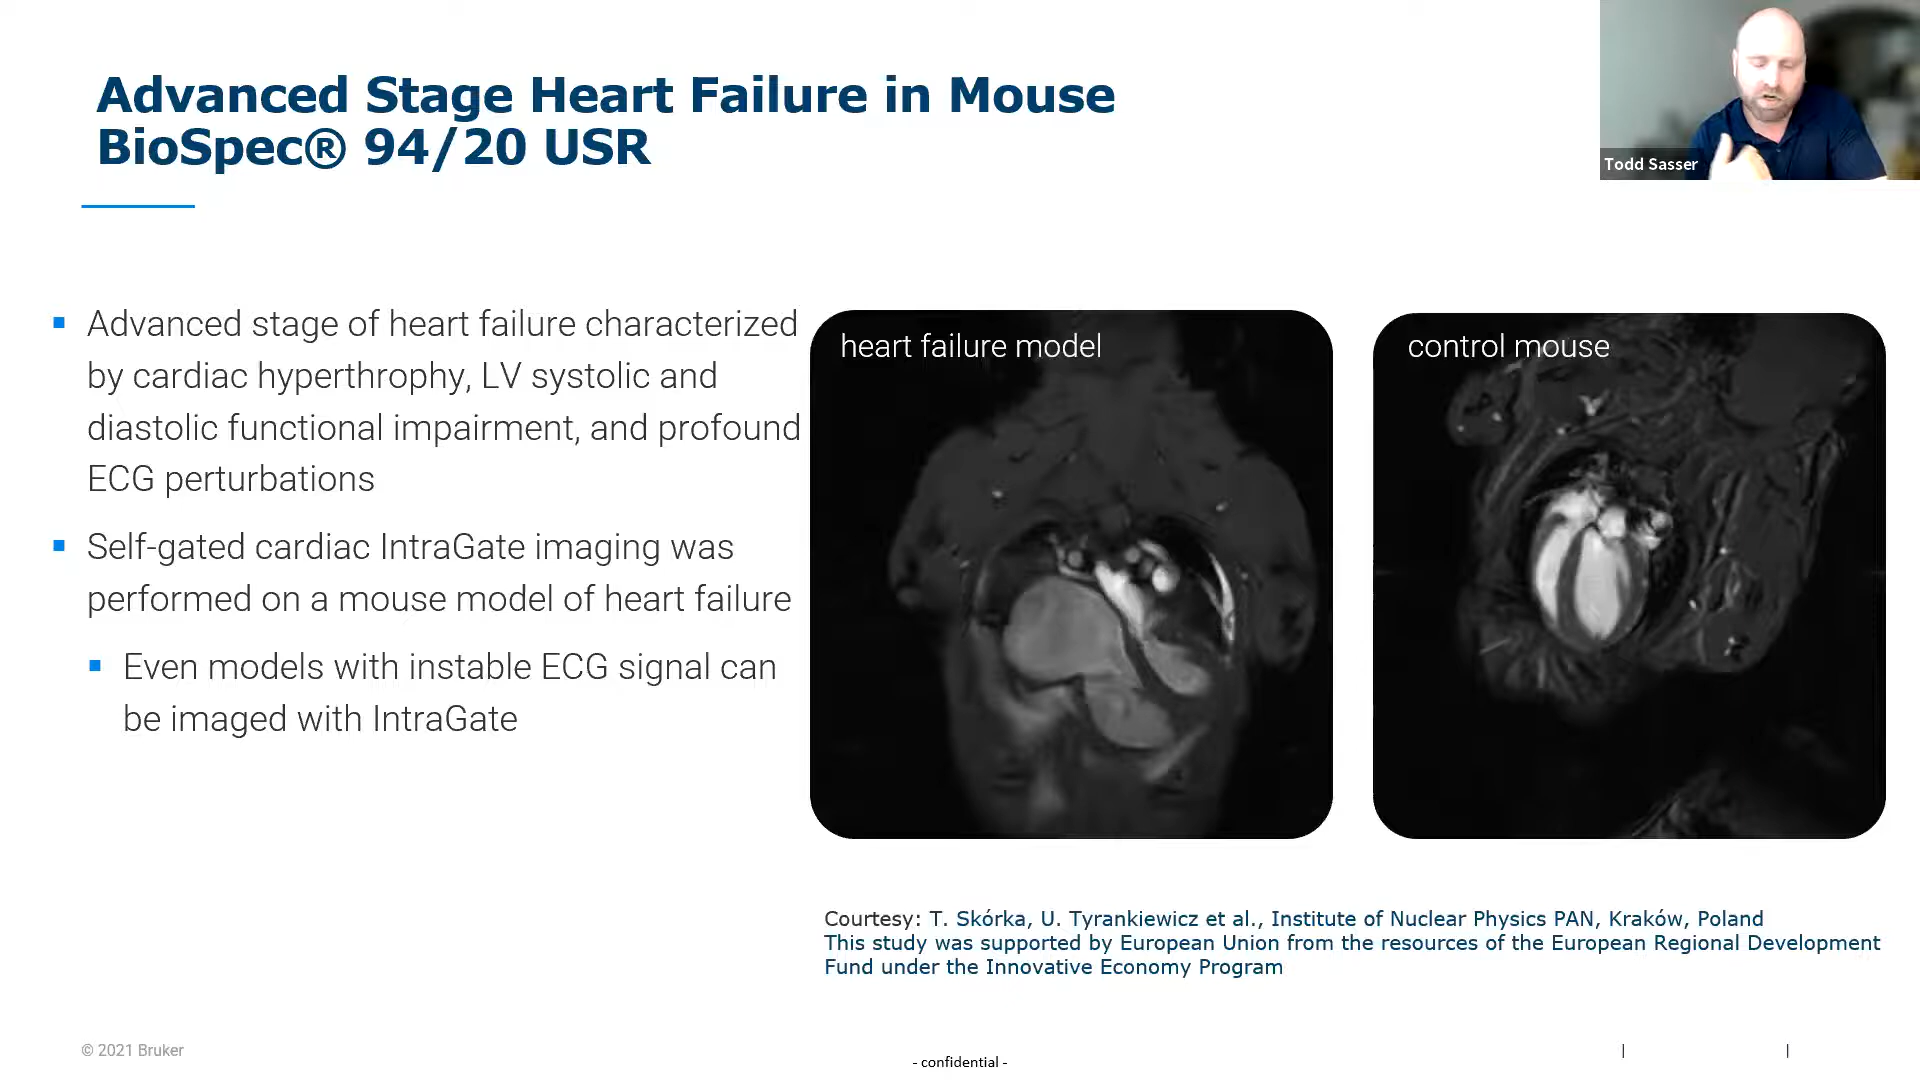 Advanced Stage Heart Failure in Mouse
BioSpec® 94/20 USR
Todd Sasser
Advanced stage of heart failure characterized
by cardiac hyperthrophy, LV systolic and
diastolic functional impairment, and profound
ECG perturbations
Self-gated cardiac IntraGate imaging was
performed on a mouse model of heart failure
Even models with instable ECG signal can
be imaged with IntraGate
heart failure model
control mouse
Courtesy: T. Skórka, U. Tyrankiewicz et al., Institute of Nuclear Physics PAN, Kraków, Poland
This study was supported by European Union from the resources of the European Regional Development
Fund under the Innovative Economy Program
© 2021 Bruker
- confidential -